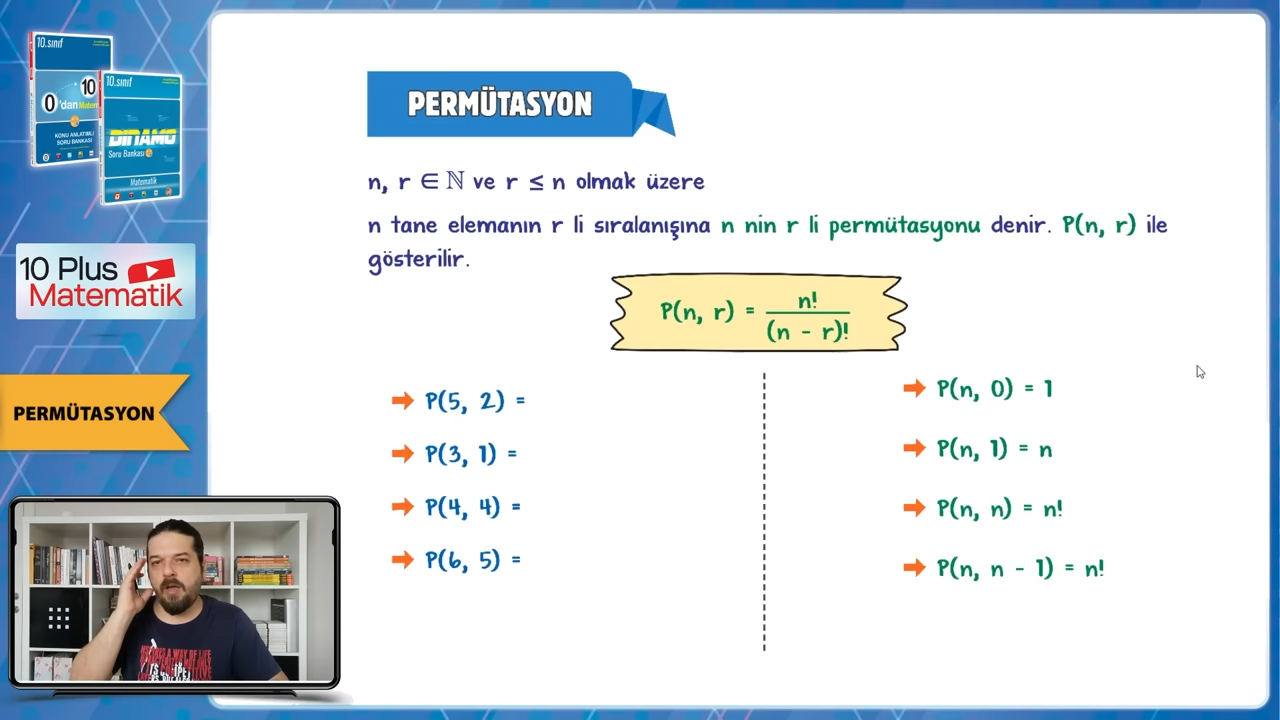 10.sınıf
10
0'dan Matem
KONU ANLATIMLI
SORU BANKASI
10.sınıf
DINAMO
Soru Bankası
Matematik
10 Plus
Matematik
PERMÜTASYON
PERMÜTASYON
n, r ∈ ℕ ve r ≤ n olmak üzere
n tane elemanın r li sıralanışına n nin r li permütasyonu denir. P(n, r) ile
gösterilir.
P(n, r) = n! / (n - r)!
P(5, 2) =
P(3, 1) =
P(4, 4) =
P(6, 5) =
P(n, 0) = 1
P(n, 1) = n
P(n, n) = n!
P(n, n - 1) = n!